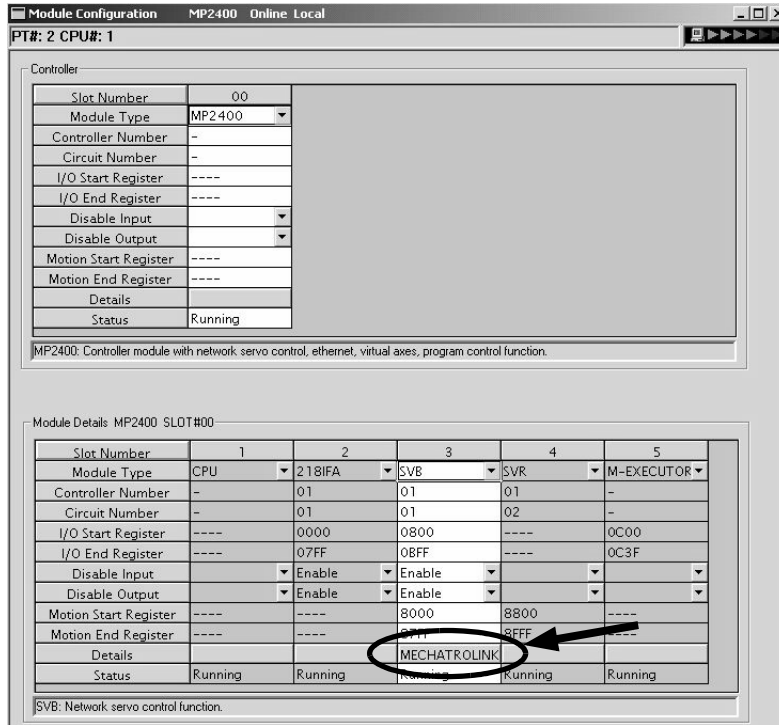 Module Configuration MP2400 Online Local
PT#: 2 CPU#: 1
Controller
Slot Number 00
Module Type MP2400
Controller Number -
Circuit Number -
I/O Start Register ----
I/O End Register ----
Disable Input
Disable Output
Motion Start Register ----
Motion End Register ----
Details
Status Running
MP2400: Controller module with network servo control, ethernet, virtual axes, program control function.
Module Details MP2400 SLOT#00
Slot Number 1 2 3 4 5
Module Type CPU 218IFA SVB SVR M-EXECUTOR
Controller Number - 01 01 01 -
Circuit Number - 01 01 02 -
I/O Start Register ---- 0000 0800 ---- 0C00
I/O End Register ---- 07FF 0BFF ---- 0C3F
Disable Input Enable Enable
Disable Output Enable Enable
Motion Start Register ---- ---- 8000 8800 ----
Motion End Register ---- ---- 87FF 8FFF ----
Details MECHATROLINK
Status Running Running Running Running Running
SVB: Network servo control function.